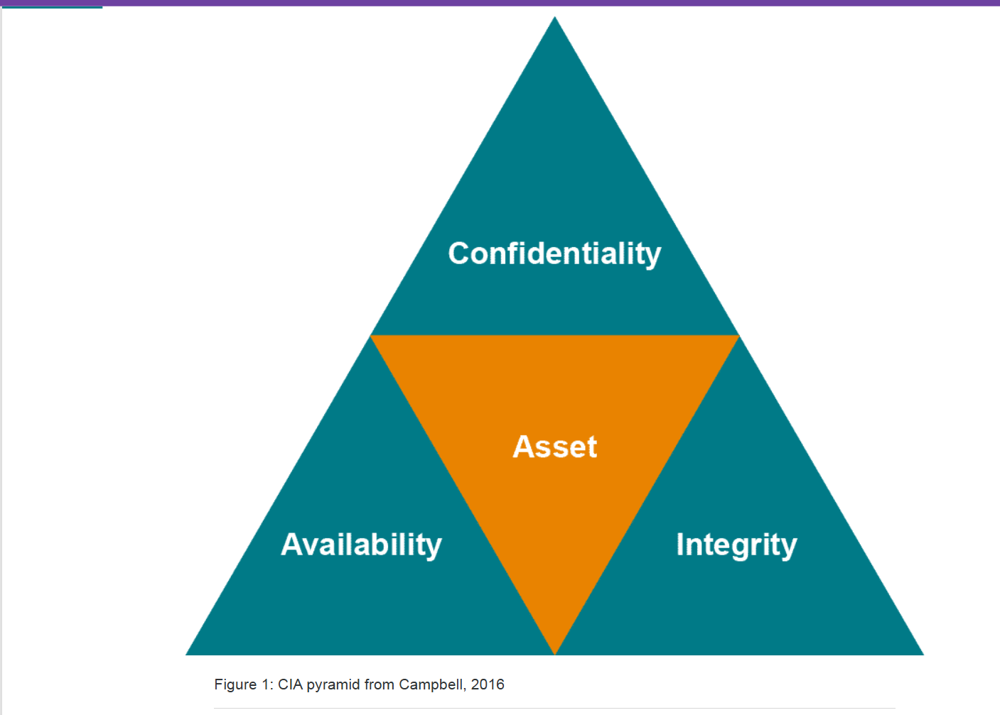 Confidentiality
Asset
Availability
Integrity
Figure 1: CIA pyramid from Campbell, 2016